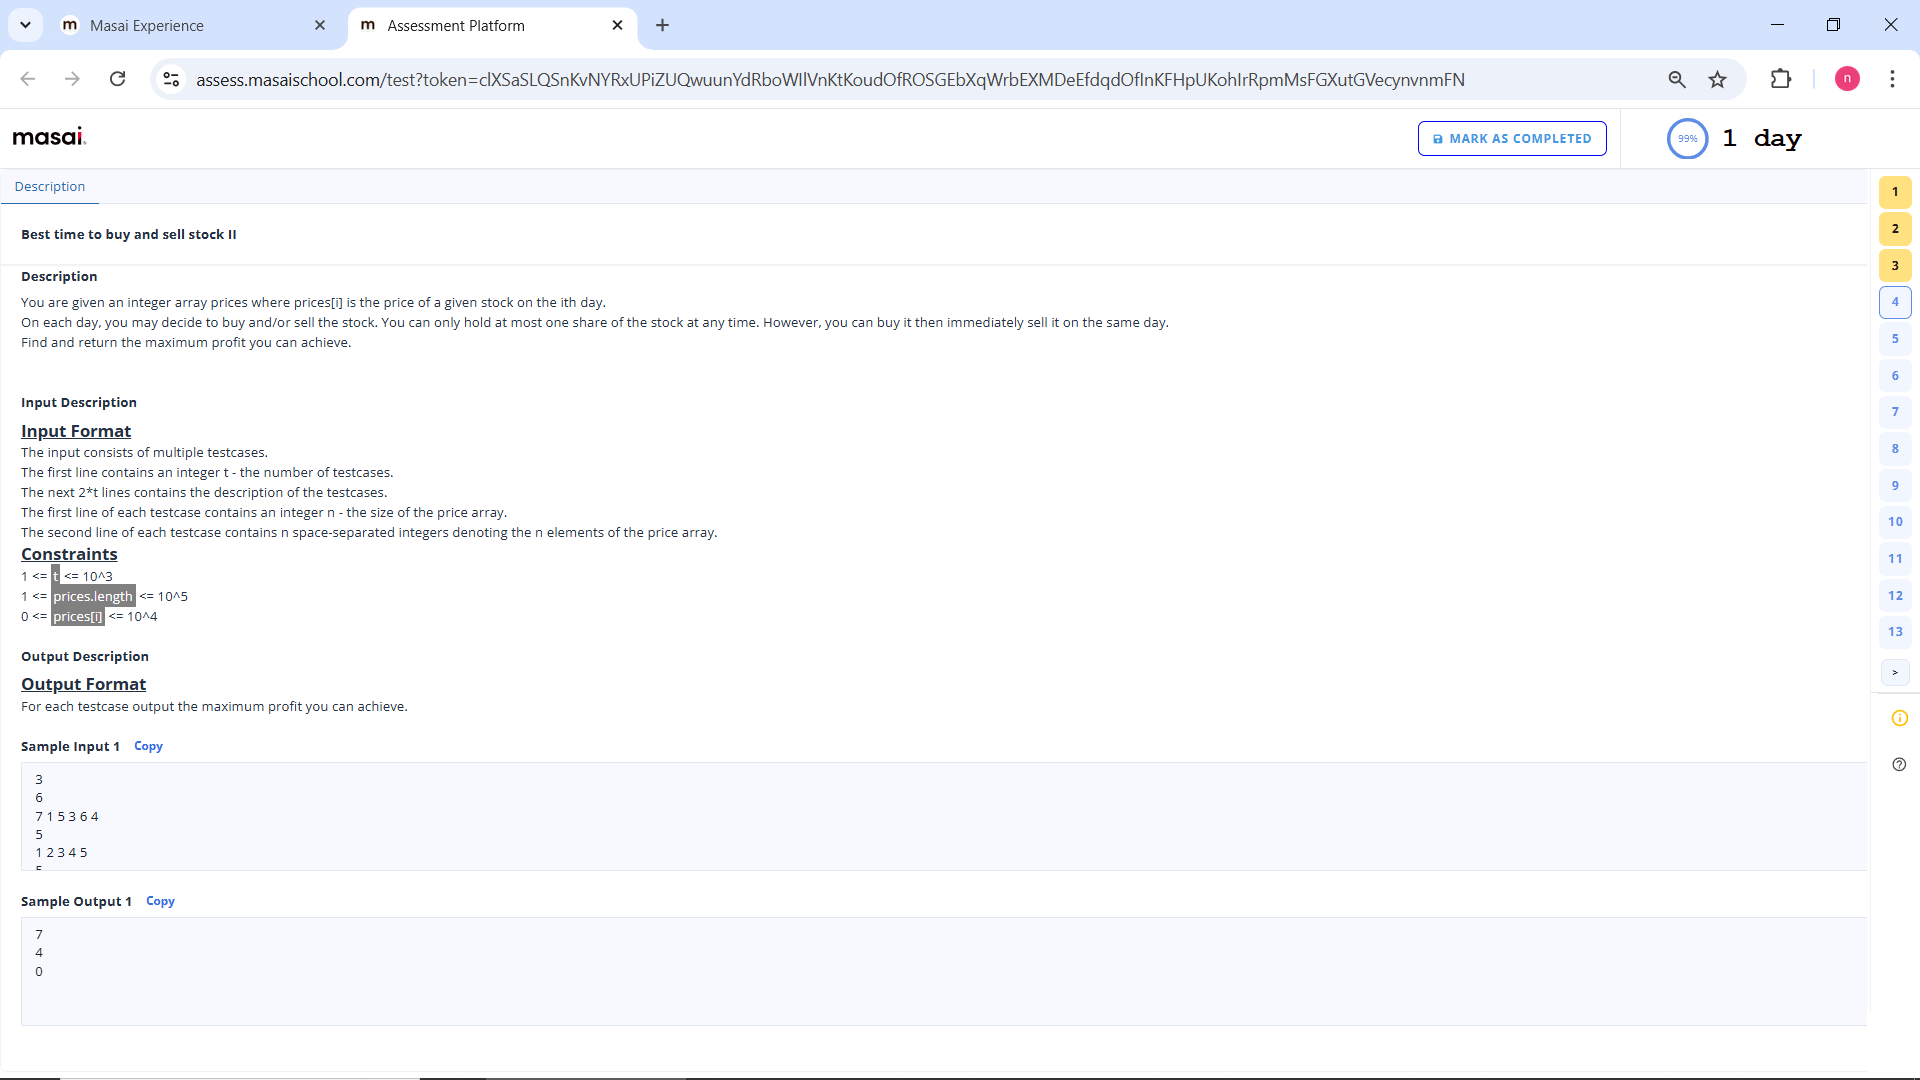 Masai Experience
Assessment Platform
assess.masaischool.com/test?token=clXSaSLQSnKvNYRxUPiZUQwuunYdRboWIlVnKtKoudOfROSGEbXqWrbEXMDeEfdqdOfInKFHpUKohIrRpmMsFGXutGVecynvnmFN
n
masai.
MARK AS COMPLETED
99%
1 day
Description
Best time to buy and sell stock II
Description
You are given an integer array prices where prices[i] is the price of a given stock on the ith day.
On each day, you may decide to buy and/or sell the stock. You can only hold at most one share of the stock at any time. However, you can buy it then immediately sell it on the same day.
Find and return the maximum profit you can achieve.
Input Description
Input Format
The input consists of multiple testcases.
The first line contains an integer t - the number of testcases.
The next 2*t lines contains the description of the testcases.
The first line of each testcase contains an integer n - the size of the price array.
The second line of each testcase contains n space-separated integers denoting the n elements of the price array.
Constraints
1 <= t <= 10^3
1 <= prices.length <= 10^5
0 <= prices[i] <= 10^4
Output Description
Output Format
For each testcase output the maximum profit you can achieve.
Sample Input 1 Copy
3
6
7 1 5 3 6 4
5
1 2 3 4 5
5
Sample Output 1 Copy
7
4
0
1
2
3
4
5
6
7
8
9
10
11
12
13
>